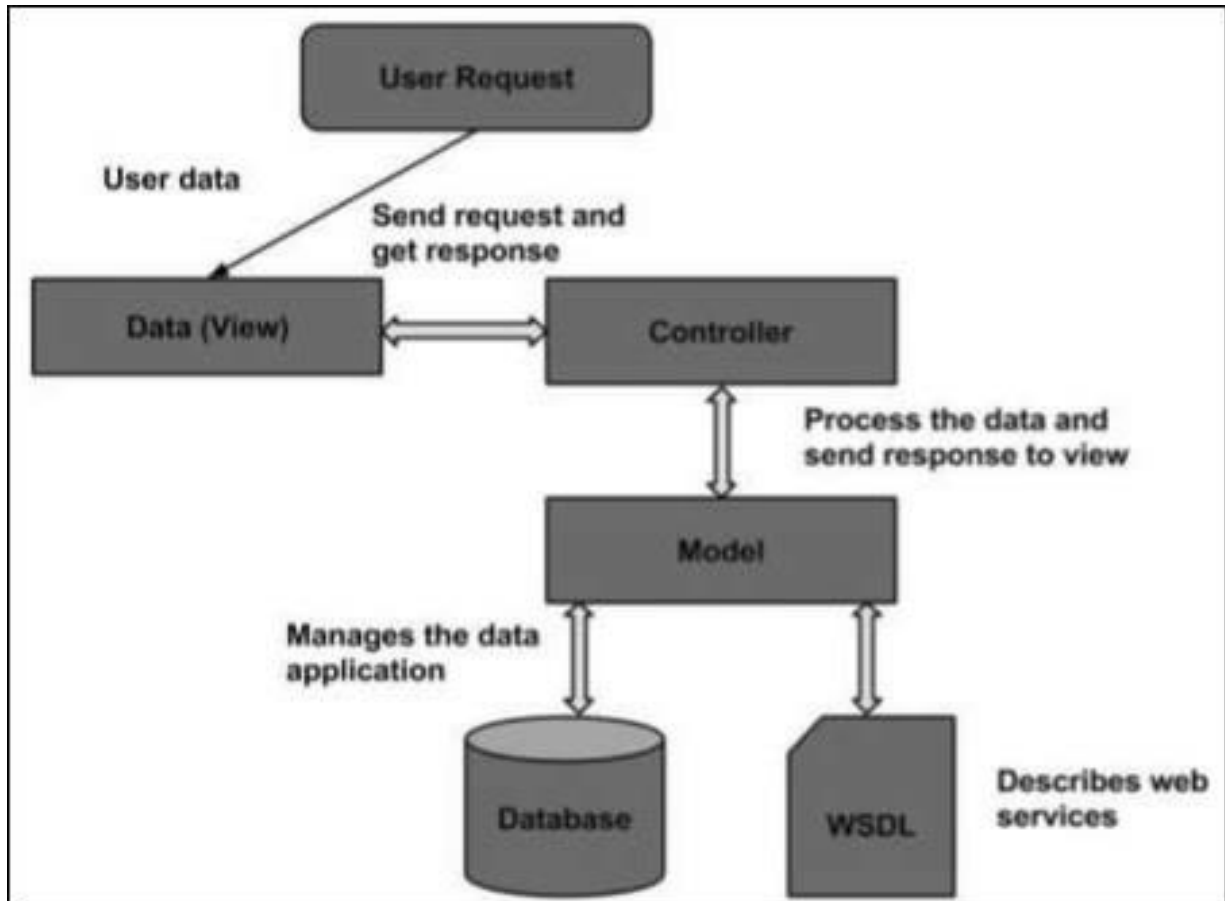 User Request
User data
Send request and
get response
Data (View)
Controller
Process the data and
send response to view
Model
Manages the data
application
Database
WSDL
Describes web
services